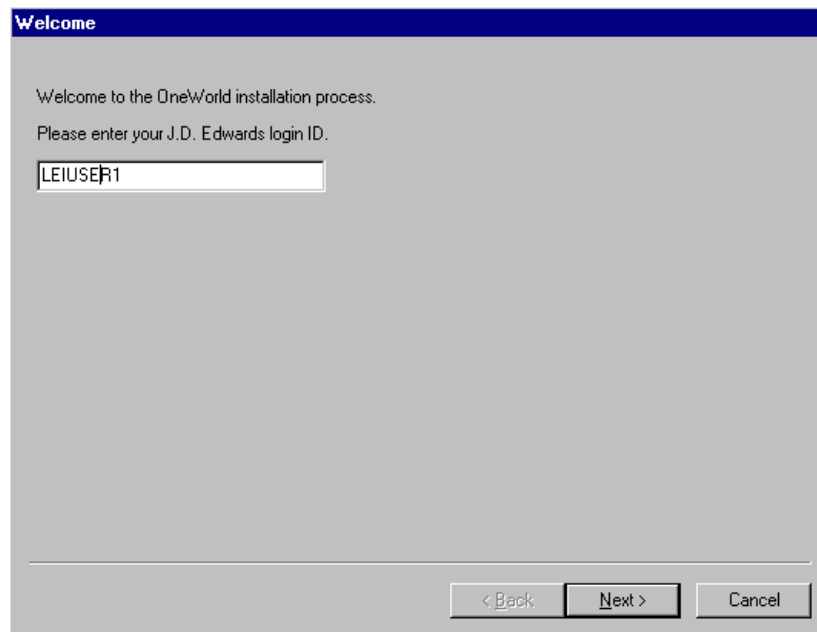 Welcome
Welcome to the OneWorld installation process.
Please enter your J.D. Edwards login ID.
LEIUSER1
< Back
Next >
Cancel